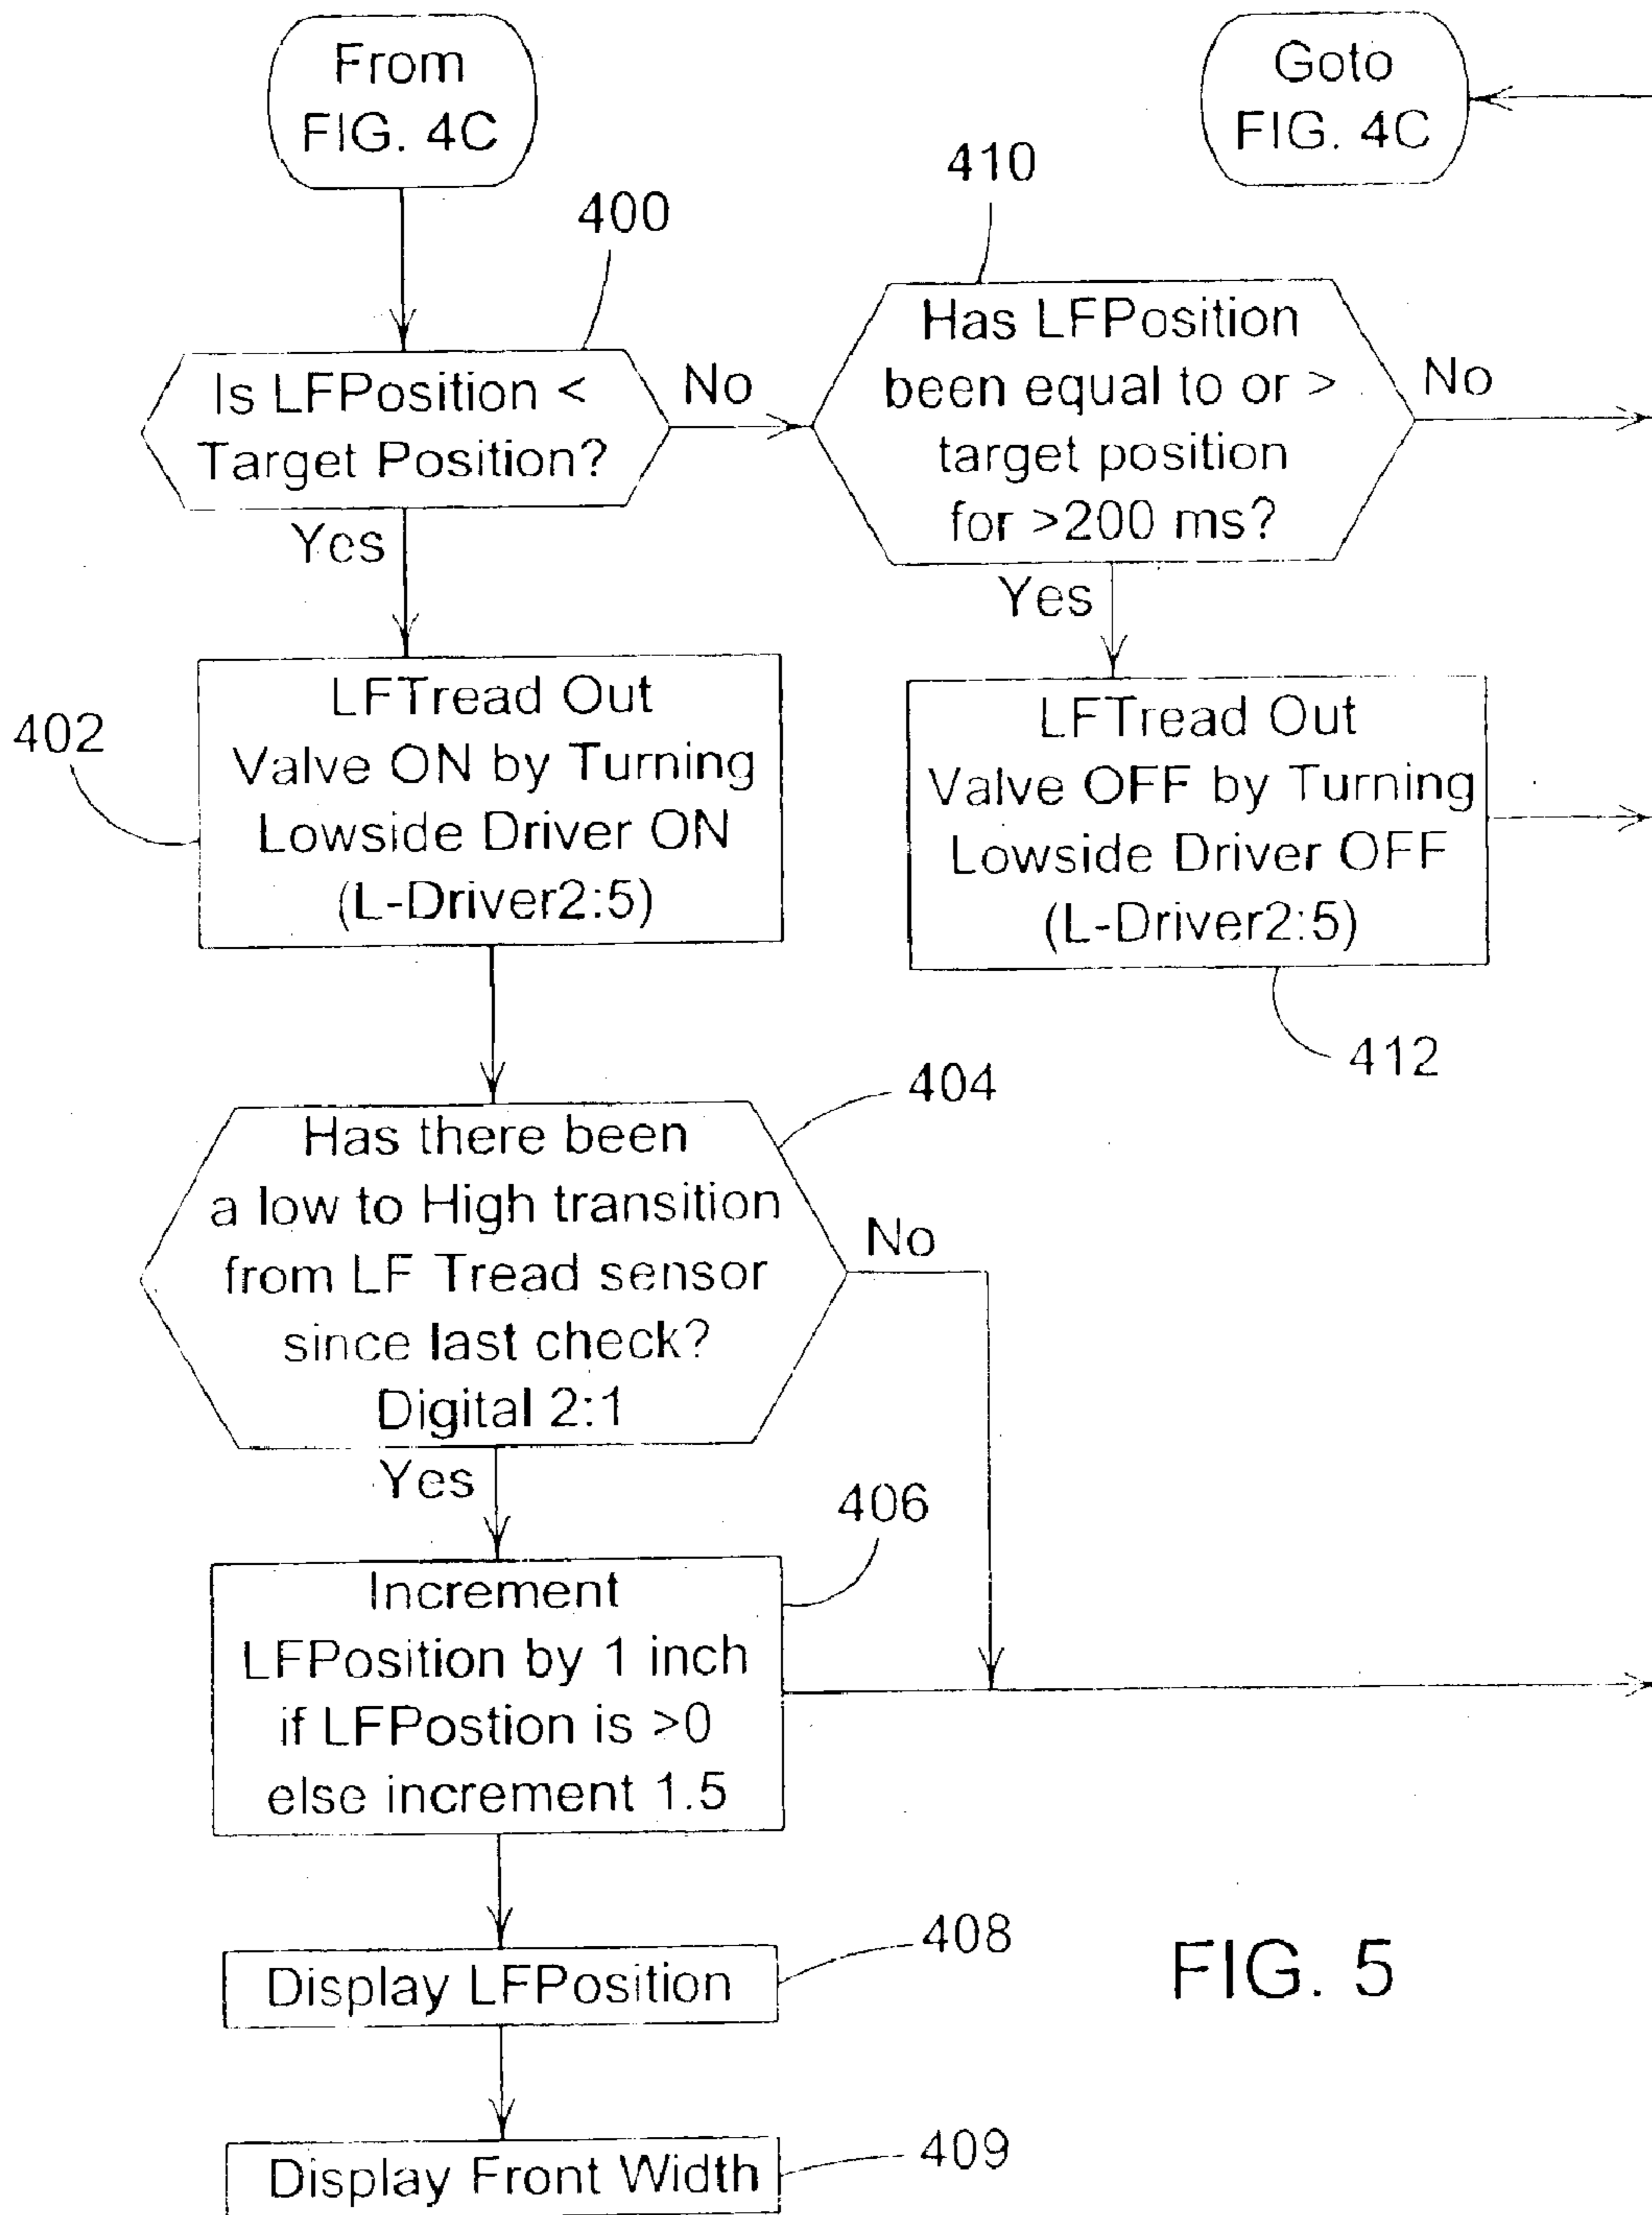 From
FIG. 4C
Goto
FIG. 4C
400
410
Is LFPosition <
Target Position?
No
Yes
Has LFPosition
been equal to or >
target position
for >200 ms?
No
Yes
402
LFTread Out
Valve ON by Turning
Lowside Driver ON
(L-Driver2:5)
LFTread Out
Valve OFF by Turning
Lowside Driver OFF
(L-Driver2:5)
412
404
Has there been
a low to High transition
from LF Tread sensor
since last check?
Digital 2:1
No
Yes
406
Increment
LFPosition by 1 inch
if LFPostion is >0
else increment 1.5
408
Display LFPosition
409
Display Front Width
FIG. 5